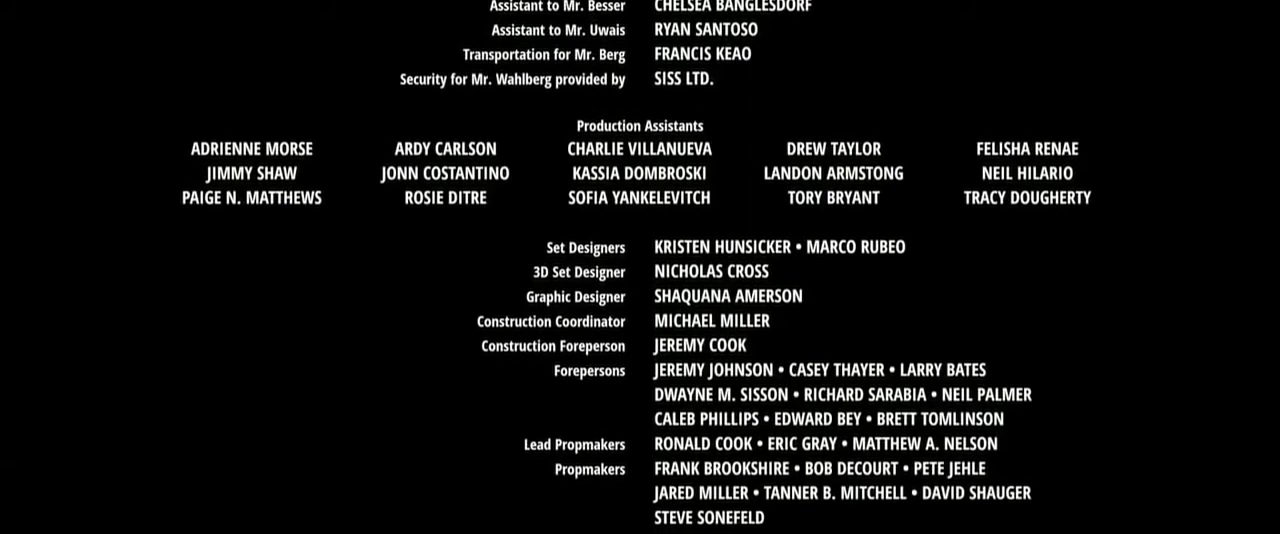 Assistant to Mr. Besser CHELSEA BANGLESDORF
Assistant to Mr. Uwais RYAN SANTOSO
Transportation for Mr. Berg FRANCIS KEAO
Security for Mr. Wahlberg provided by SISS LTD.
Production Assistants
ADRIENNE MORSE ARDY CARLSON CHARLIE VILLANUEVA DREW TAYLOR FELISHA RENAE
JIMMY SHAW JONN COSTANTINO KASSIA DOMBROSKI LANDON ARMSTONG NEIL HILARIO
PAIGE N. MATTHEWS ROSIE DITRE SOFIA YANKELEVITCH TORY BRYANT TRACY DOUGHERTY
Set Designers KRISTEN HUNSICKER • MARCO RUBEO
3D Set Designer NICHOLAS CROSS
Graphic Designer SHAQUANA AMERSON
Construction Coordinator MICHAEL MILLER
Construction Foreperson JEREMY COOK
Forepersons JEREMY JOHNSON • CASEY THAYER • LARRY BATES
DWAYNE M. SISSON • RICHARD SARABIA • NEIL PALMER
CALEB PHILLIPS • EDWARD BEY • BRETT TOMLINSON
Lead Propmakers RONALD COOK • ERIC GRAY • MATTHEW A. NELSON
Propmakers FRANK BROOKSHIRE • BOB DECOURT • PETE JEHLE
JARED MILLER • TANNER B. MITCHELL • DAVID SHAUGER
STEVE SONEFELD